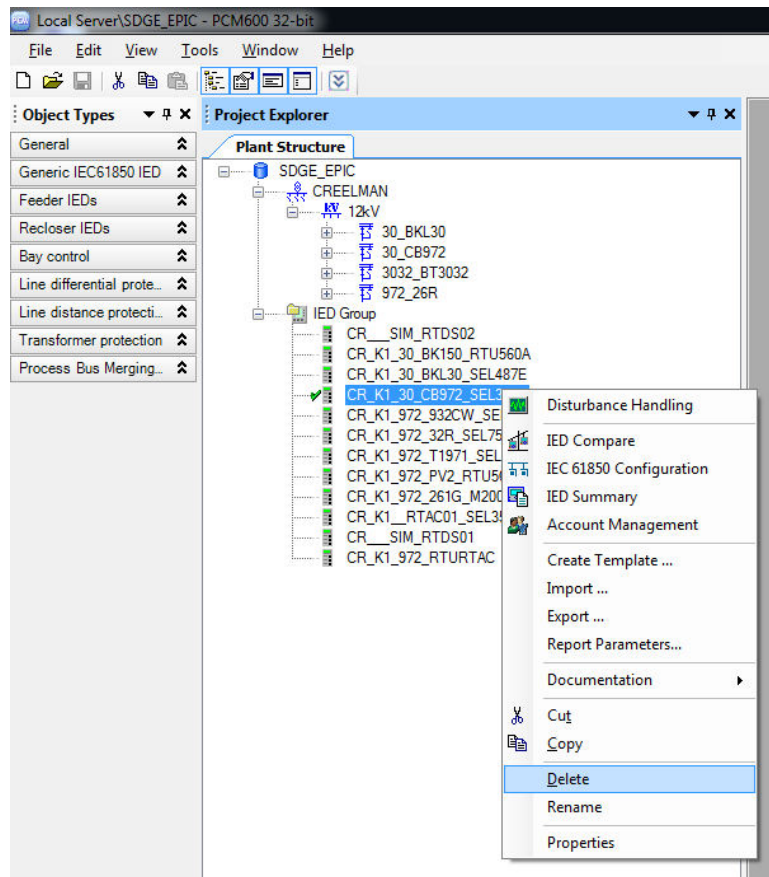 Local Server\SDGE_EPIC - PCM600 32-bit
File Edit View Tools Window Help
Object Types
General
Generic IEC61850 IED
Feeder IEDs
Recloser IEDs
Bay control
Line differential prote...
Line distance protecti...
Transformer protection
Process Bus Merging...
Project Explorer
Plant Structure
SDGE_EPIC
CREELMAN
12kV
30_BKL30
30_CB972
3032_BT3032
972_26R
IED Group
CR___SIM_RTDS02
CR_K1_30_BK150_RTU560A
CR_K1_30_BKL30_SEL487E
CR_K1_30_CB972_SEL3
CR_K1_972_932CW_SE
CR_K1_972_32R_SEL75
CR_K1_972_T1971_SEL
CR_K1_972_PV2_RTU5
CR_K1_972_261G_M200
CR_K1__RTAC01_SEL3
CR___SIM_RTDS01
CR_K1_972_RTURTAC
Disturbance Handling
IED Compare
IEC 61850 Configuration
IED Summary
Account Management
Create Template ...
Import ...
Export ...
Report Parameters...
Documentation
Cut
Copy
Delete
Rename
Properties